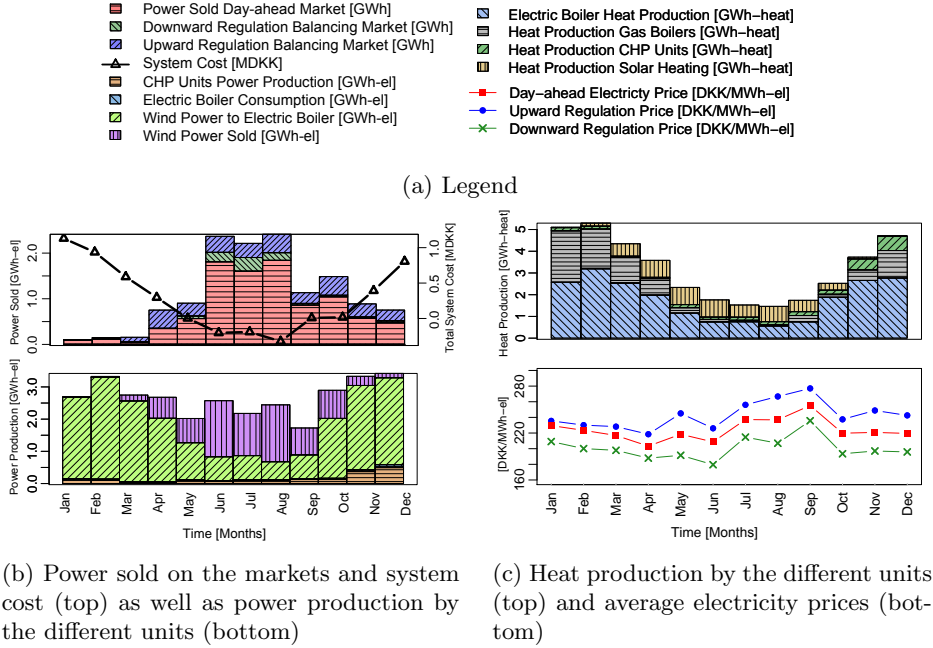 Power Sold Day-ahead Market [GWh]
Downward Regulation Balancing Market [GWh]
Upward Regulation Balancing Market [GWh]
System Cost [MDKK]
CHP Units Power Production [GWh-el]
Electric Boiler Consumption [GWh-el]
Wind Power to Electric Boiler [GWh-el]
Wind Power Sold [GWh-el]
Electric Boiler Heat Production [GWh-heat]
Heat Production Gas Boilers [GWh-heat]
Heat Production CHP Units [GWh-heat]
Heat Production Solar Heating [GWh-heat]
Day-ahead Electricty Price [DKK/MWh-el]
Upward Regulation Price [DKK/MWh-el]
Downward Regulation Price [DKK/MWh-el]
(a) Legend
Power Sold [GWh-el]
0.0 1.0 2.0
Total System Cost [MDKK]
0.0 0.5 1.0
Power Production [GWh-el]
0.0 1.0 2.0 3.0
Jan Feb Mar Apr May Jun Jul Aug Sep Oct Nov Dec
Time [Months]
Heat Production [GWh-heat]
0 1 2 3 4 5
[DKK/MWh-el]
160 220 280
Jan Feb Mar Apr May Jun Jul Aug Sep Oct Nov Dec
Time [Months]
(b) Power sold on the markets and system
cost (top) as well as power production by
the different units (bottom)
(c) Heat production by the different units
(top) and average electricity prices (bot-
tom)